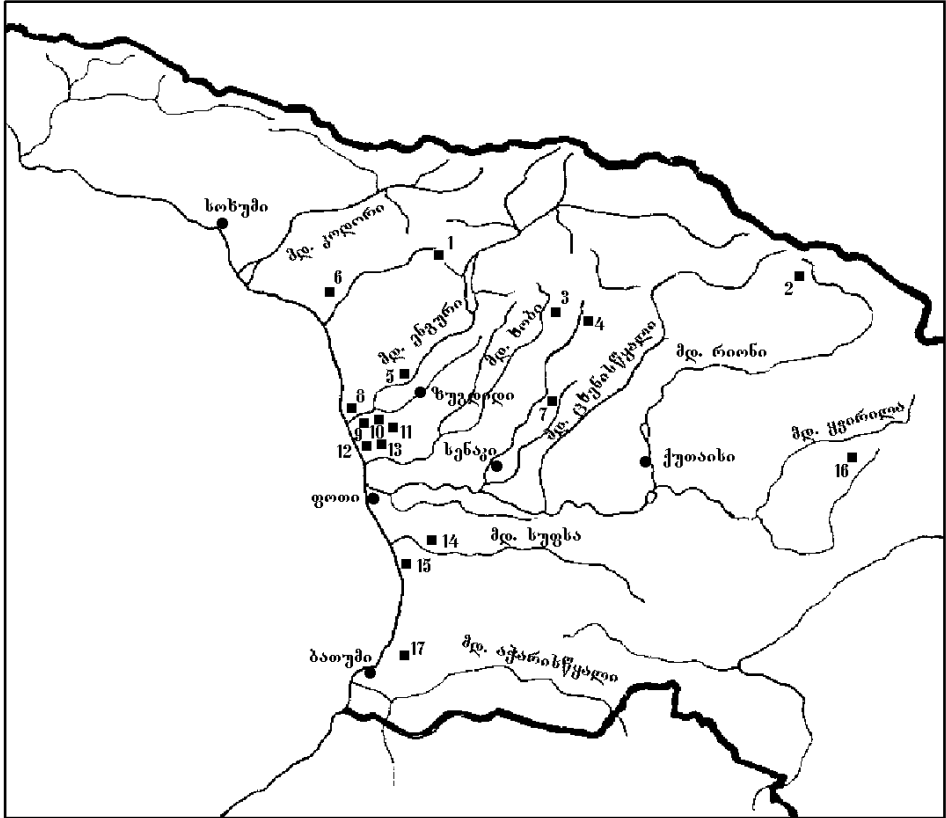 სოხუმი
მდ. კოდორი
1
6
2
მდ. ენგური
მდ. ხობი
3
4
მდ. ცხენისწყალი
მდ. რიონი
5
ზუგდიდი
8
7
მდ. ყვირილა
9
10
11
12
13
სენაკი
ქუთაისი
16
ფოთი
14
მდ. სუფსა
15
ბათუმი
17
მდ. აჭარისწყალი